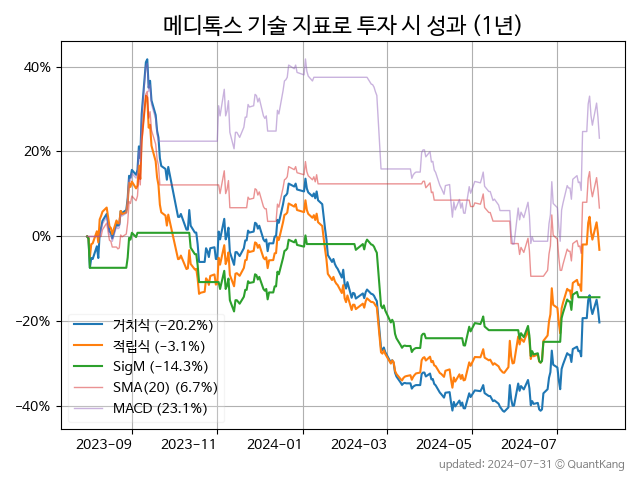 메디톡스 기술 지표로 투자 시 성과 (1년)
40%
20%
0%
−20%
−40%
거치식 (−20.2%)
적립식 (−3.1%)
SigM (−14.3%)
SMA(20) (6.7%)
MACD (23.1%)
2023−09 2023−11 2024−01 2024−03 2024−05 2024−07
updated: 2024−07−31 © QuantKang